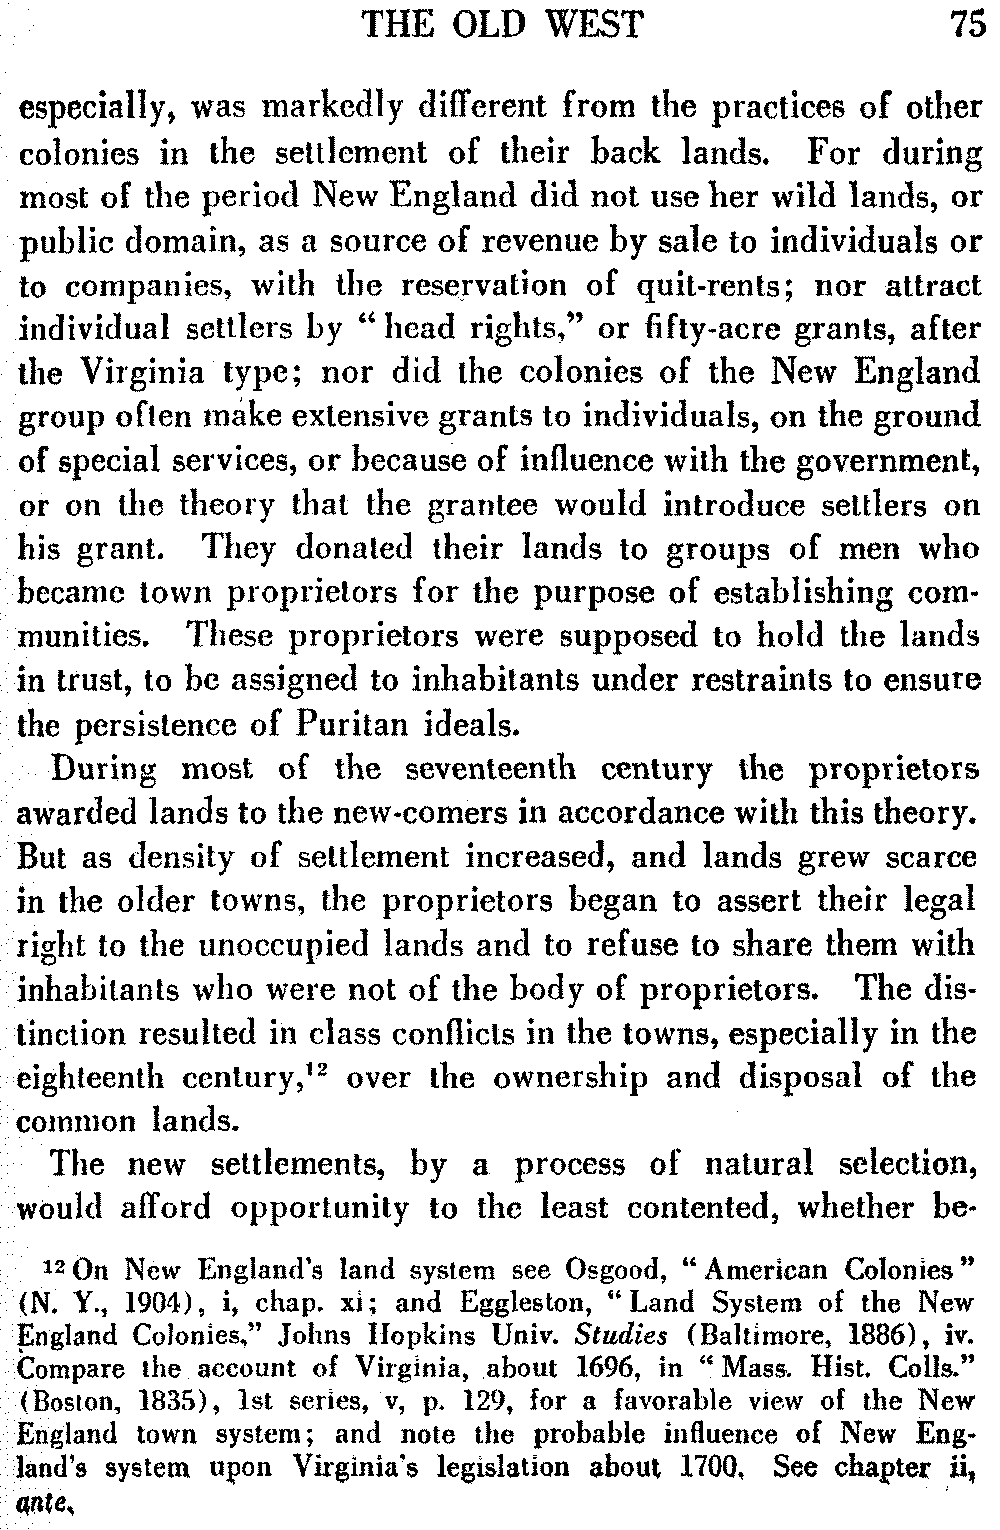 THE OLD WEST 75
especially, was markedly different from the practices of other
colonies in the settlement of their back lands. For during
most of the period New England did not use her wild lands, or
public domain, as a source of revenue by sale to individuals or
to companies, with the reservation of quit-rents; nor attract
individual settlers by “ head rights,” or fifty-acre grants, after
the Virginia type; nor did the colonies of the New England
group often make extensive grants to individuals, on the ground
of special services, or because of influence with the government,
or on the theory that the grantee would introduce settlers on
his grant. They donated their lands to groups of men who
became town proprietors for the purpose of establishing com-
munities. These proprietors were supposed to hold the lands
in trust, to be assigned to inhabitants under restraints to ensure
the persistence of Puritan ideals.
During most of the seventeenth century the proprietors
awarded lands to the new-comers in accordance with this theory.
But as density of settlement increased, and lands grew scarce
in the older towns, the proprietors began to assert their legal
right to the unoccupied lands and to refuse to share them with
inhabitants who were not of the body of proprietors. The dis-
tinction resulted in class conflicts in the towns, especially in the
eighteenth century,¹² over the ownership and disposal of the
common lands.
The new settlements, by a process of natural selection,
would afford opportunity to the least contented, whether be-
¹² On New England's land system see Osgood, “ American Colonies ”
(N. Y., 1904), i, chap. xi; and Eggleston, “ Land System of the New
England Colonies,” Johns Hopkins Univ. Studies (Baltimore, 1886), iv.
Compare the account of Virginia, about 1696, in “ Mass. Hist. Colls.”
(Boston, 1835), 1st series, v, p. 129, for a favorable view of the New
England town system; and note the probable influence of New Eng-
land's system upon Virginia's legislation about 1700. See chapter ii,
ante.